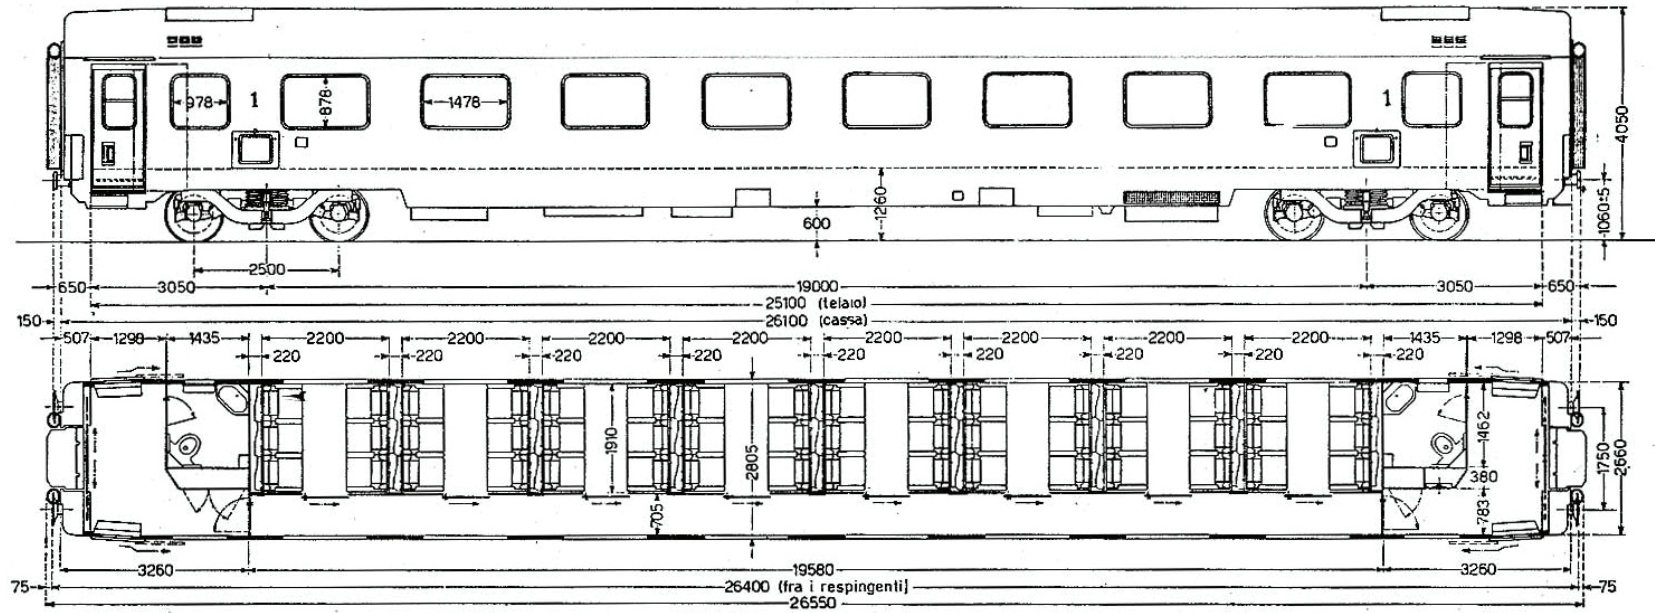 978 1 878 1478 1 4050
600 1260 1060±5
2500
650 3050 19000 3050 650
25100 (telaio)
150 26100 (cassa) 150
507 1298 1435 2200 2200 2200 2200 2200 2200 2200 2200 1435 1298 507
220 220 220 220 220 220 220 220 220
1910 2805 1462 1750 2660
380
705 783
3260 19580 3260
75 26400 (fra i respingenti) 75
26550